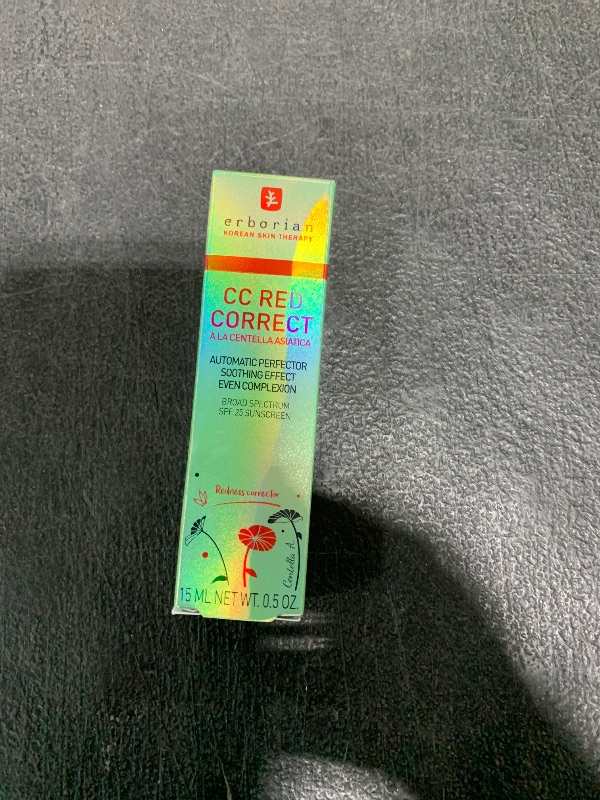 erborian
KOREAN SKIN THERAPY
CC RED
CORRECT
À LA CENTELLA ASIATICA
AUTOMATIC PERFECTOR
SOOTHING EFFECT
EVEN COMPLEXION
BROAD SPECTRUM
SPF 25 SUNSCREEN
Redness corrector
Centella A.
15 ML NET WT. 0.5 OZ.